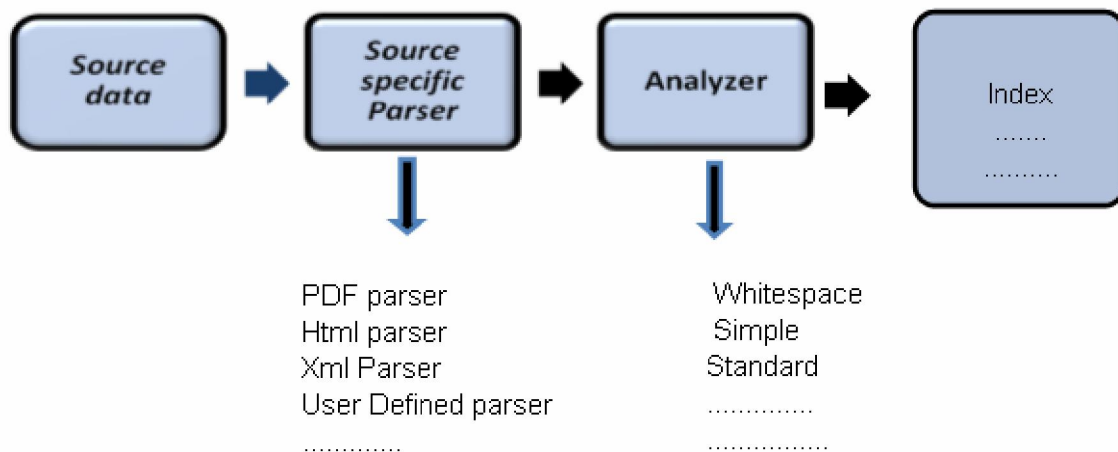 Source
data
Source
specific
Parser
Analyzer
Index
.......
..........
PDF parser
Html parser
Xml Parser
User Defined parser
.............
Whitespace
Simple
Standard
..............
................